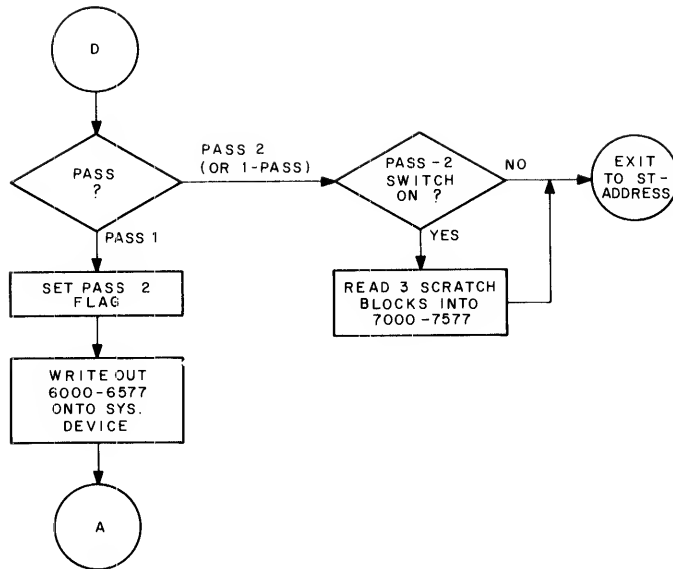 D
PASS
?
PASS 2
(OR 1-PASS)
PASS-2
SWITCH
ON ?
NO
EXIT
TO ST-
ADDRESS
PASS 1
YES
SET PASS 2
FLAG
READ 3 SCRATCH
BLOCKS INTO
7000-7577
WRITE OUT
6000-6577
ONTO SYS.
DEVICE
A